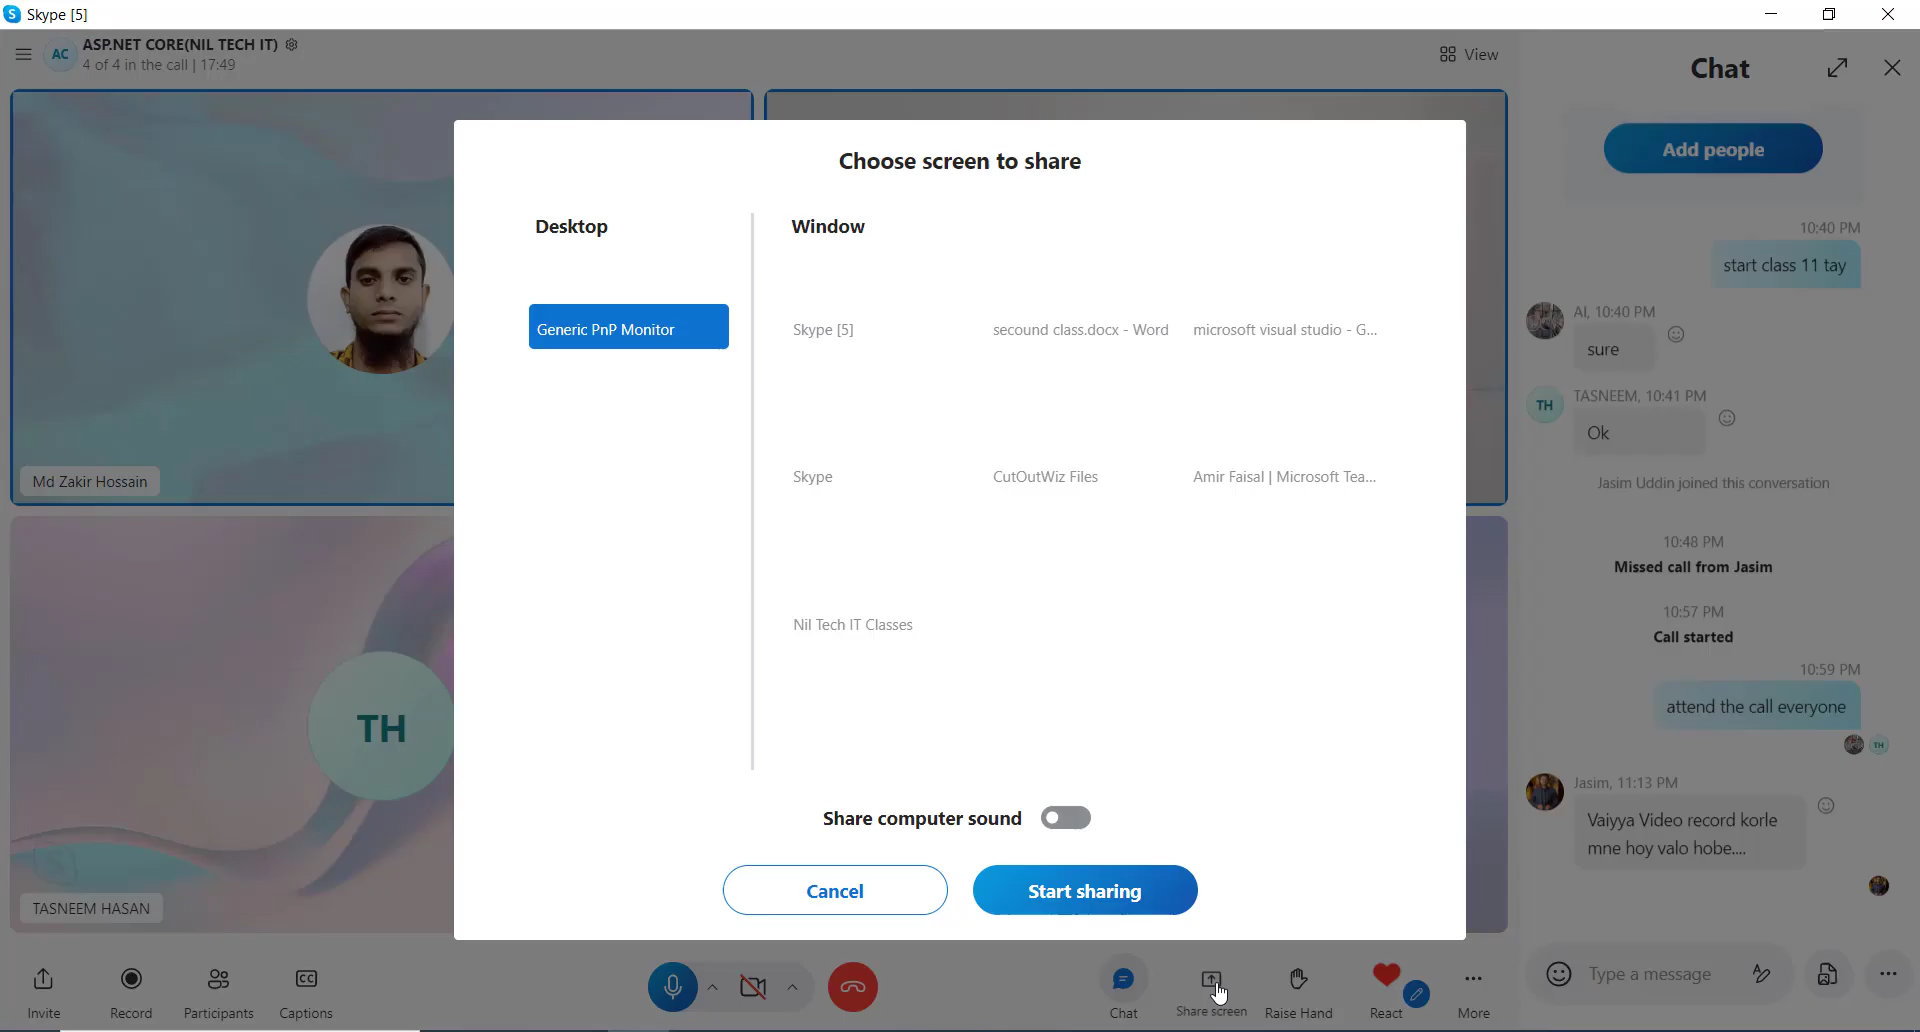 Skype [5]
AC
ASP.NET CORE(NIL TECH IT)
4 of 4 in the call | 17:49
View
Md Zakir Hossain
TH
TASNEEM HASAN
Choose screen to share
Desktop
Window
Generic PnP Monitor
Skype [5]
secound class.docx - Word
microsoft visual studio - G...
Skype
CutOutWiz Files
Amir Faisal | Microsoft Tea...
Nil Tech IT Classes
Share computer sound
Cancel
Start sharing
Chat
Add people
10:40 PM
start class 11 tay
AI, 10:40 PM
sure
TH
TASNEEM, 10:41 PM
Ok
Jasim Uddin joined this conversation
10:48 PM
Missed call from Jasim
10:57 PM
Call started
10:59 PM
attend the call everyone
TH
Jasim, 11:13 PM
Vaiyya Video record korle
mne hoy valo hobe....
Type a message
Invite
Record
Participants
CC
Captions
Chat
Share screen
Raise Hand
React
More